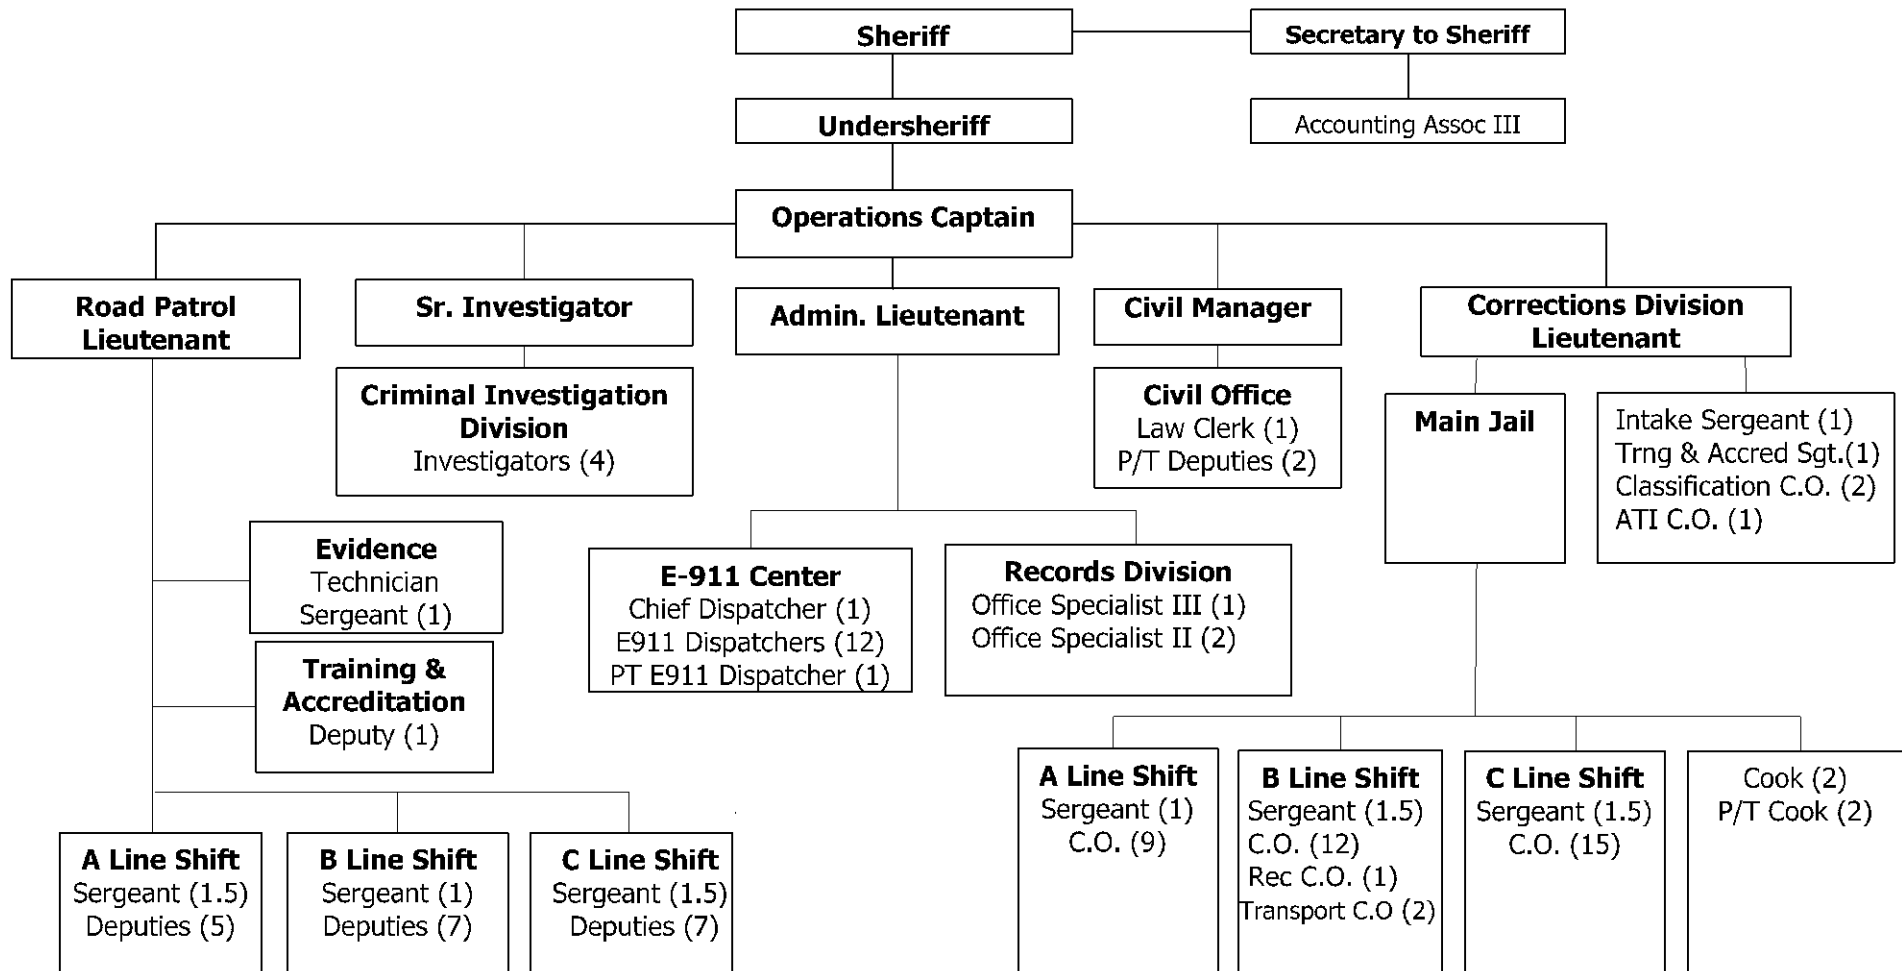 Sheriff
Secretary to Sheriff
Undersheriff
Accounting Assoc III
Operations Captain
Road Patrol
Lieutenant
Sr. Investigator
Admin. Lieutenant
Civil Manager
Corrections Division
Lieutenant
Criminal Investigation
Division
Investigators (4)
Civil Office
Law Clerk (1)
P/T Deputies (2)
Main Jail
Intake Sergeant (1)
Trng & Accred Sgt.(1)
Classification C.O. (2)
ATI C.O. (1)
Evidence
Technician
Sergeant (1)
Training &
Accreditation
Deputy (1)
E-911 Center
Chief Dispatcher (1)
E911 Dispatchers (12)
PT E911 Dispatcher (1)
Records Division
Office Specialist III (1)
Office Specialist II (2)
A Line Shift
Sergeant (1.5)
Deputies (5)
B Line Shift
Sergeant (1)
Deputies (7)
C Line Shift
Sergeant (1.5)
Deputies (7)
A Line Shift
Sergeant (1)
C.O. (9)
B Line Shift
Sergeant (1.5)
C.O. (12)
Rec C.O. (1)
Transport C.O (2)
C Line Shift
Sergeant (1.5)
C.O. (15)
Cook (2)
P/T Cook (2)